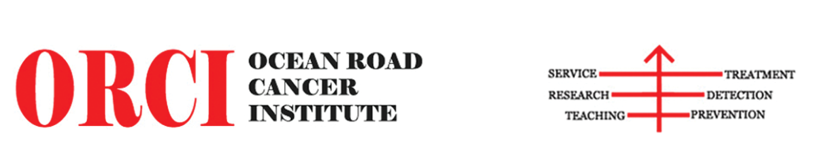 ORCI
OCEAN ROAD
CANCER
INSTITUTE
SERVICE TREATMENT
RESEARCH DETECTION
TEACHING PREVENTION